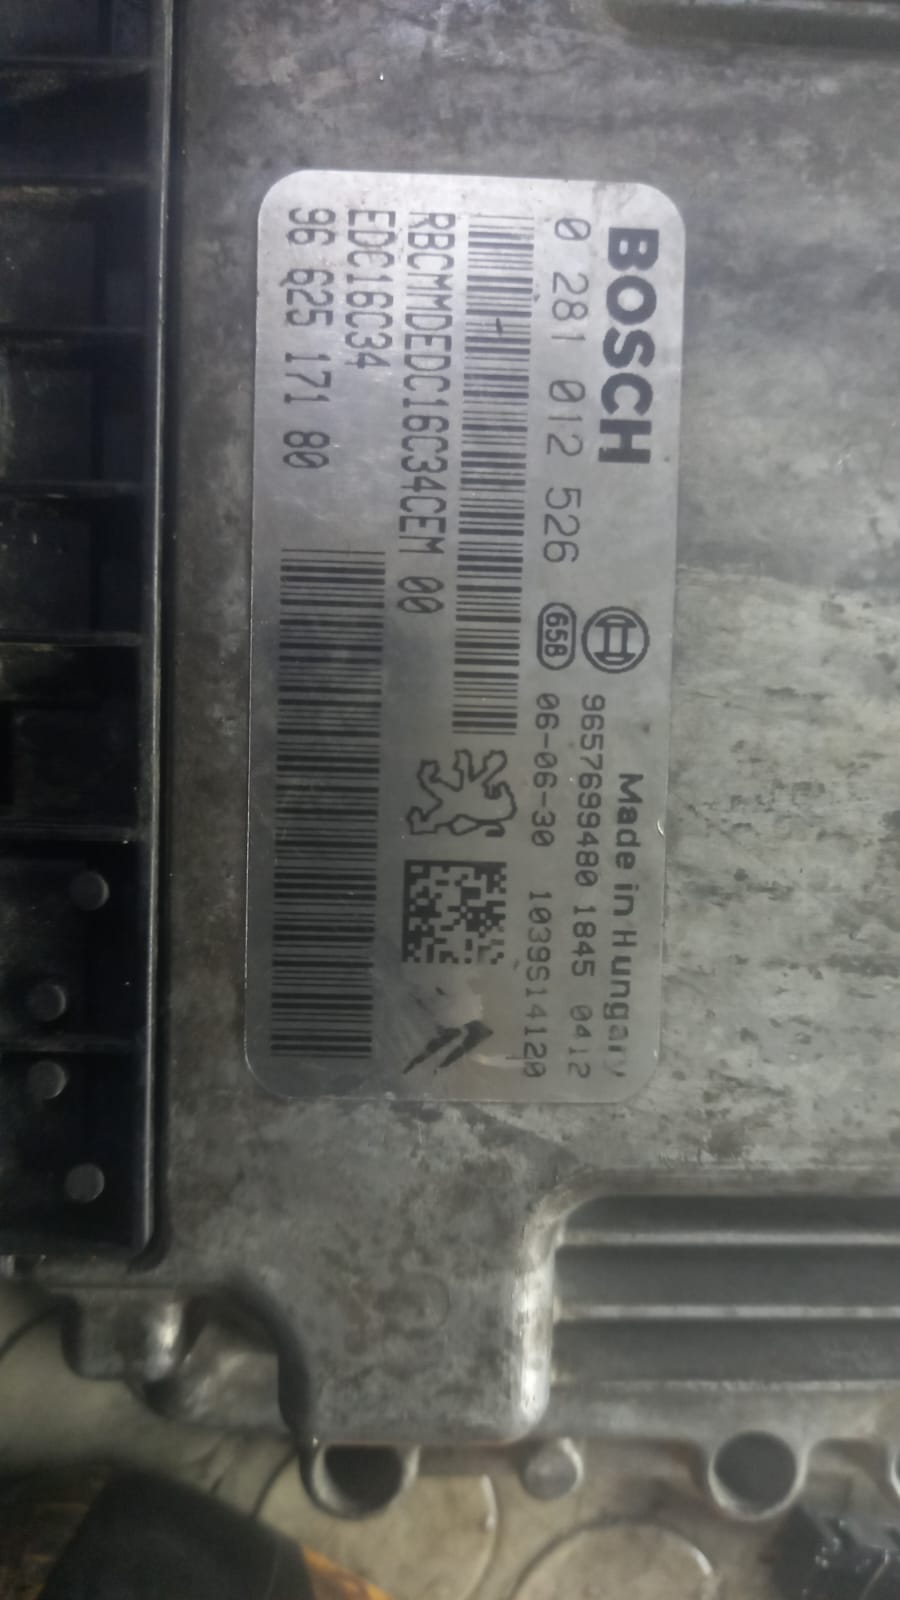 BOSCH
Made in Hungary
9657699480 1845 0412
0 281 012 526
65B
06-06-30 1039S14120
RBCMMDEDC16C34CEM 00
EDC16C34
96 625 171 80